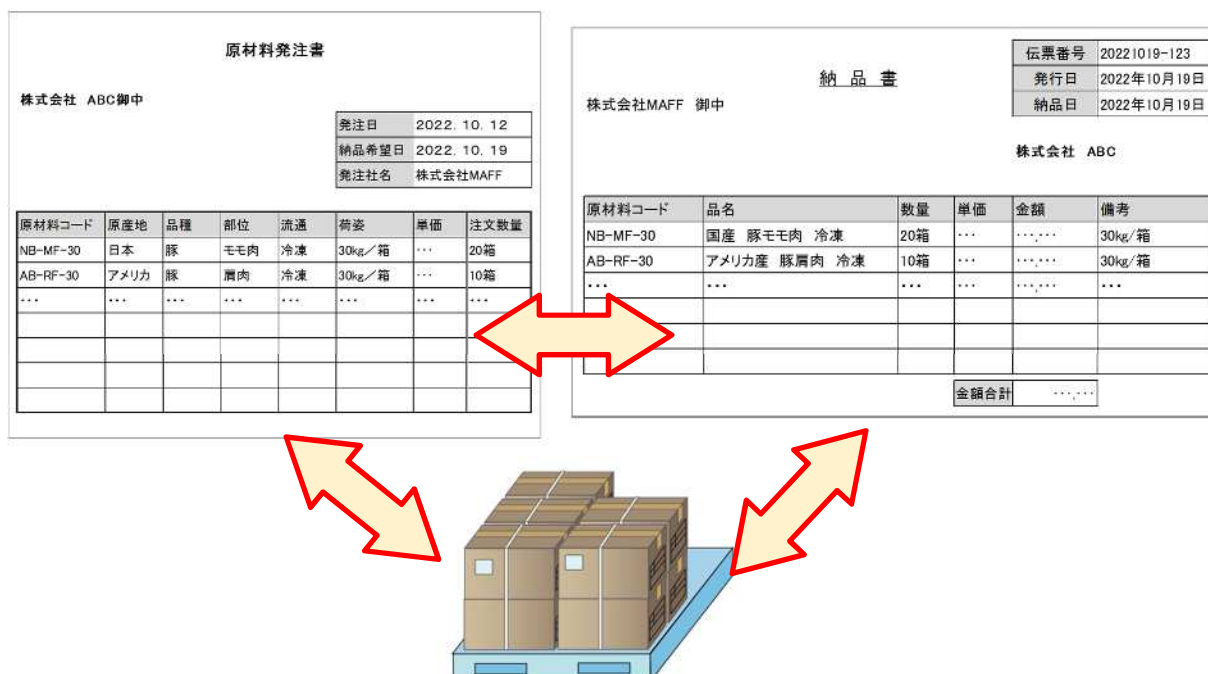 原材料発注書
株式会社 ABC御中
発注日 2022. 10. 12
納品希望日 2022. 10. 19
発注社名 株式会社MAFF
原材料コード 原産地 品種 部位 流通 荷姿 単価 注文数量
NB-MF-30 日本 豚 モモ肉 冷凍 30kg／箱 … 20箱
AB-RF-30 アメリカ 豚 肩肉 冷凍 30kg／箱 … 10箱
… … … … … … … …
伝票番号 20221019-123
納 品 書
発行日 2022年10月19日
株式会社MAFF 御中
納品日 2022年10月19日
株式会社 ABC
原材料コード 品名 数量 単価 金額 備考
NB-MF-30 国産 豚モモ肉 冷凍 20箱 … …,… 30kg/箱
AB-RF-30 アメリカ産 豚肩肉 冷凍 10箱 … …,… 30kg/箱
… … … … …,… …
金額合計 …,…